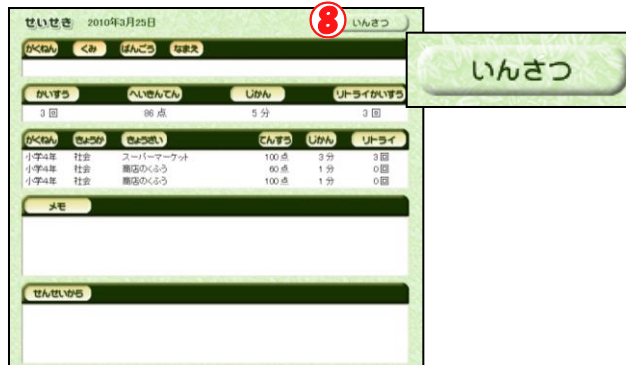 せいせき 2010年3月25日 ⑧ いんさつ
いんさつ
がくねん くみ ばんごう なまえ
かいすう へいきんてん じかん リトライかいすう
3 回 86 点 5 分 3 回
がくねん きょうか きょうざい てんすう じかん リトライ
小学4年 社会 スーパーマーケット 100 点 3 分 3 回
小学4年 社会 商店のくふう 60 点 1 分 0 回
小学4年 社会 商店のくふう 100 点 1 分 0 回
メモ
せんせいから